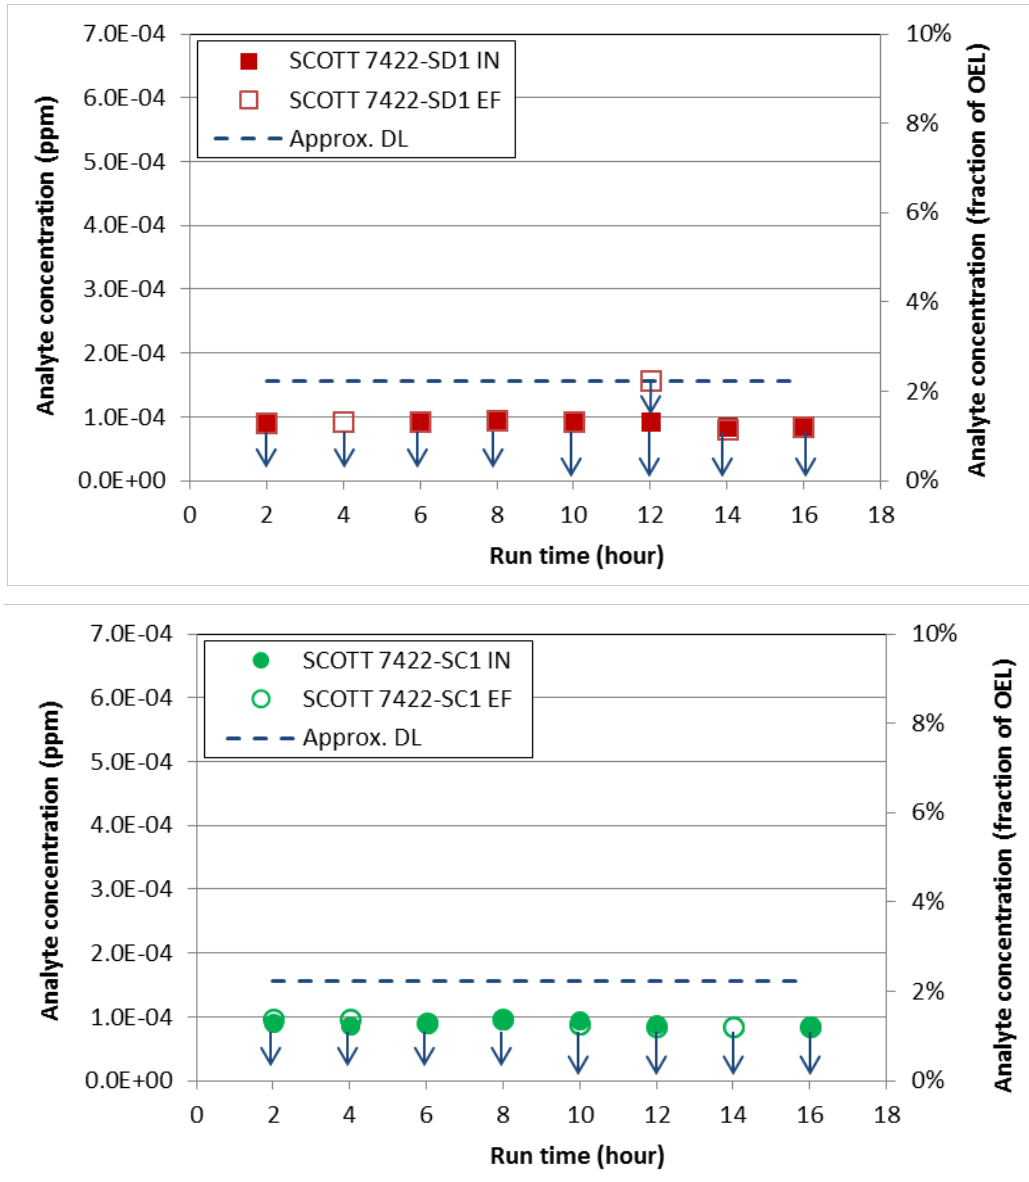 7.0E-04
6.0E-04
5.0E-04
4.0E-04
3.0E-04
2.0E-04
1.0E-04
0.0E+00
Analyte concentration (ppm)
SCOTT 7422-SD1 IN
SCOTT 7422-SD1 EF
Approx. DL
10%
8%
6%
4%
2%
0%
Analyte concentration (fraction of OEL)
0 2 4 6 8 10 12 14 16 18
Run time (hour)
7.0E-04
6.0E-04
5.0E-04
4.0E-04
3.0E-04
2.0E-04
1.0E-04
0.0E+00
Analyte concentration (ppm)
SCOTT 7422-SC1 IN
SCOTT 7422-SC1 EF
Approx. DL
10%
8%
6%
4%
2%
0%
Analyte concentration (fraction of OEL)
0 2 4 6 8 10 12 14 16 18
Run time (hour)